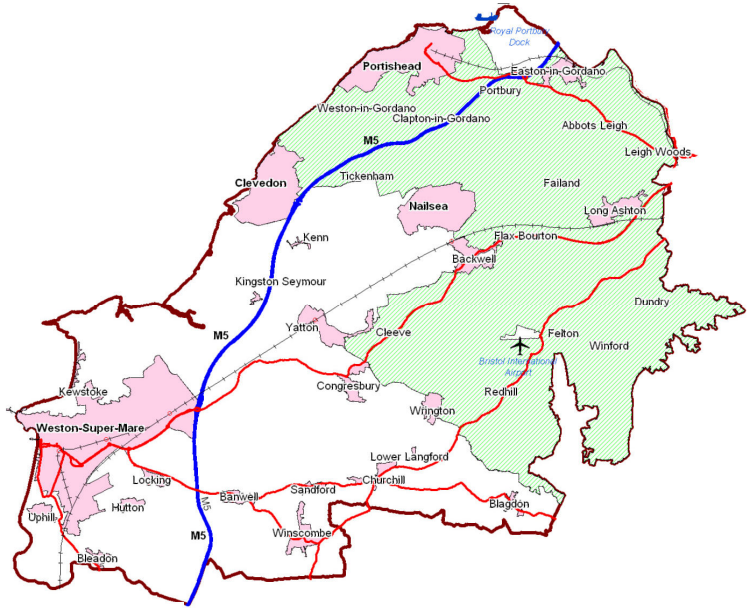 Royal Portbury
Dock
Portishead
Easton-in-Gordano
Portbury
Weston-in-Gordano
Clapton-in-Gordano
Abbots Leigh
M5
Leigh Woods
Tickenham
Clevedon
Failand
Nailsea
Long Ashton
Kenn
Flax Bourton
Backwell
Kingston Seymour
Dundry
Yatton
Cleeve
M5
Felton
Winford
Bristol International
Airport
Kewstoke
Congresbury
Redhill
Wrington
Weston-Super-Mare
Lower Langford
Locking
Sandford
Churchill
Banwell
M5
Blagdon
Uphill
Hutton
M5
Winscombe
Bleadon